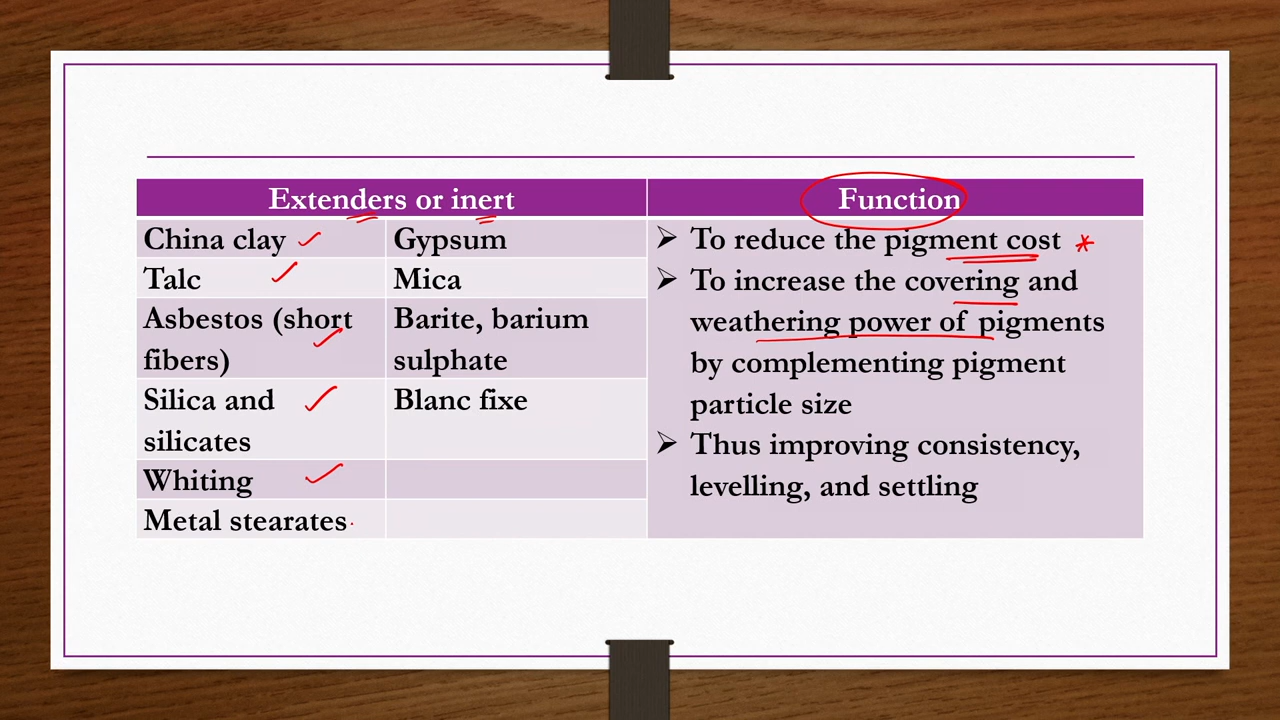 Extenders or inert
Function
China clay
Gypsum
Talc
Mica
Asbestos (short
fibers)
Barite, barium
sulphate
Silica and
silicates
Blanc fixe
Whiting
Metal stearates
➤ To reduce the pigment cost *
➤ To increase the covering and
weathering power of pigments
by complementing pigment
particle size
➤ Thus improving consistency,
levelling, and settling